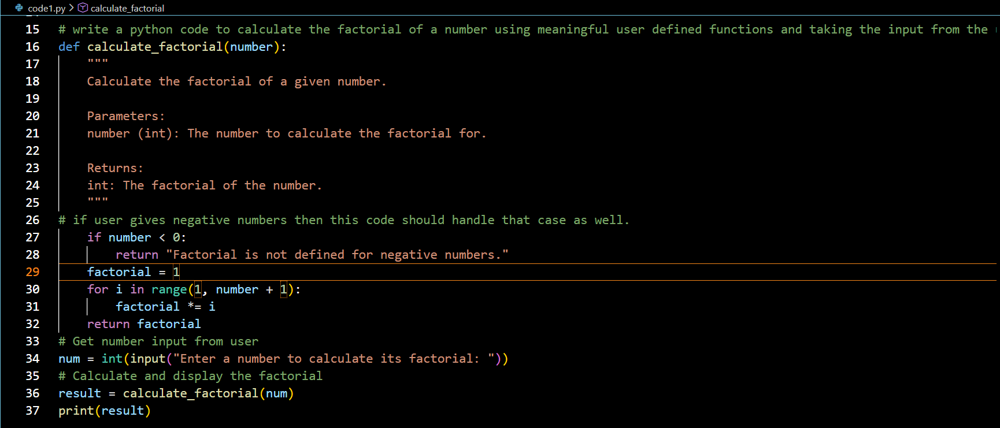 code1.py > calculate_factorial
15 # write a python code to calculate the factorial of a number using meaningful user defined functions and taking the input from the
16 def calculate_factorial(number):
17     """
18     Calculate the factorial of a given number.
19
20     Parameters:
21     number (int): The number to calculate the factorial for.
22
23     Returns:
24     int: The factorial of the number.
25     """
26 # if user gives negative numbers then this code should handle that case as well.
27     if number < 0:
28         return "Factorial is not defined for negative numbers."
29     factorial = 1
30     for i in range(1, number + 1):
31         factorial *= i
32     return factorial
33 # Get number input from user
34 num = int(input("Enter a number to calculate its factorial: "))
35 # Calculate and display the factorial
36 result = calculate_factorial(num)
37 print(result)